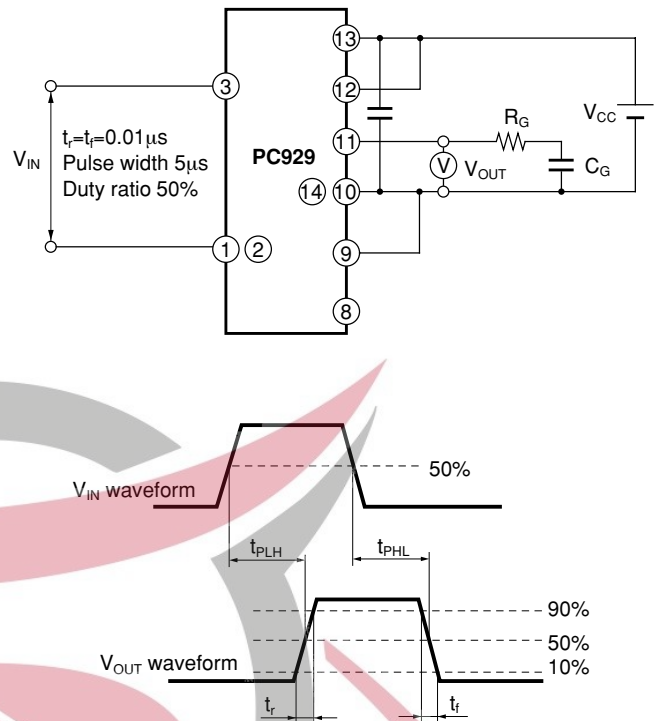 13
12
11
14 10
9
8
3
1 2
PC929
V_IN
t_r=t_f=0.01μs
Pulse width 5μs
Duty ratio 50%
R_G
V_CC
V
V_OUT
C_G
50%
V_IN waveform
t_PLH
t_PHL
90%
50%
10%
V_OUT waveform
t_r
t_f